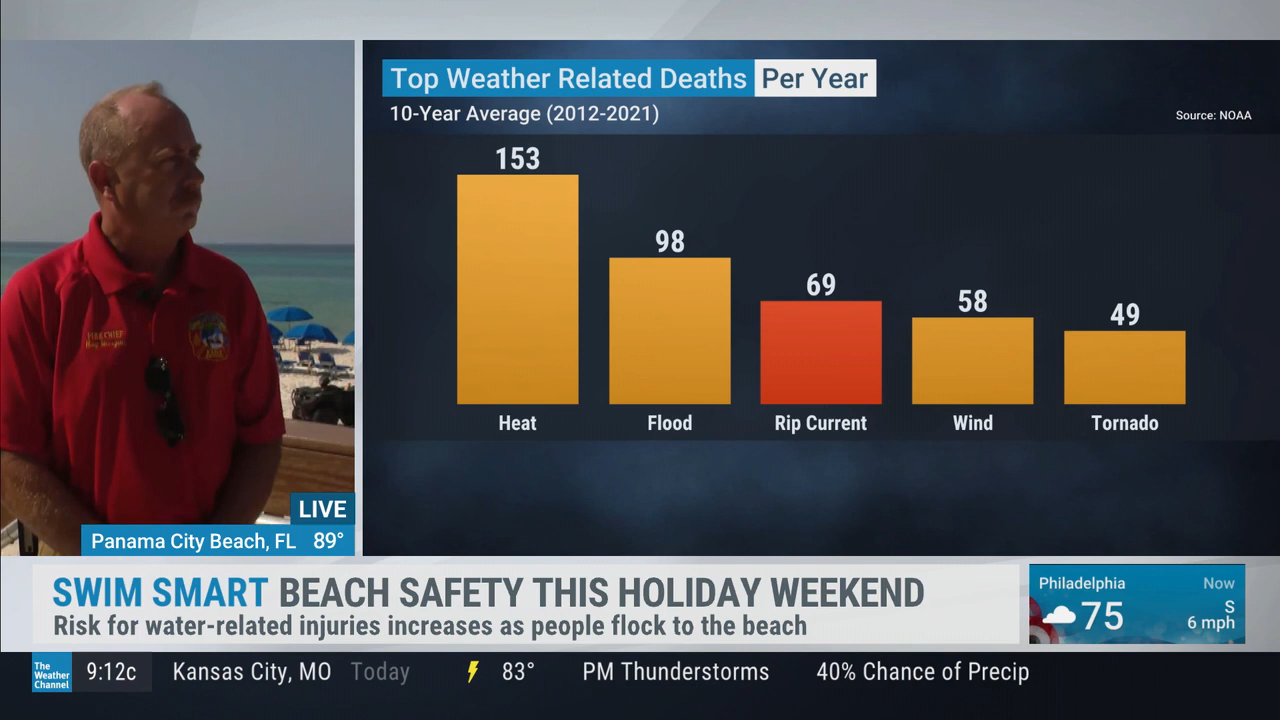 Top Weather Related Deaths Per Year
10-Year Average (2012-2021)
Source: NOAA
153
98
69
58
49
Heat
Flood
Rip Current
Wind
Tornado
FIRE CHIEF
LIVE
Panama City Beach, FL 89°
SWIM SMART BEACH SAFETY THIS HOLIDAY WEEKEND
Risk for water-related injuries increases as people flock to the beach
Philadelphia Now
75
S
6 mph
The Weather Channel
9:12c Kansas City, MO Today 83° PM Thunderstorms 40% Chance of Precip